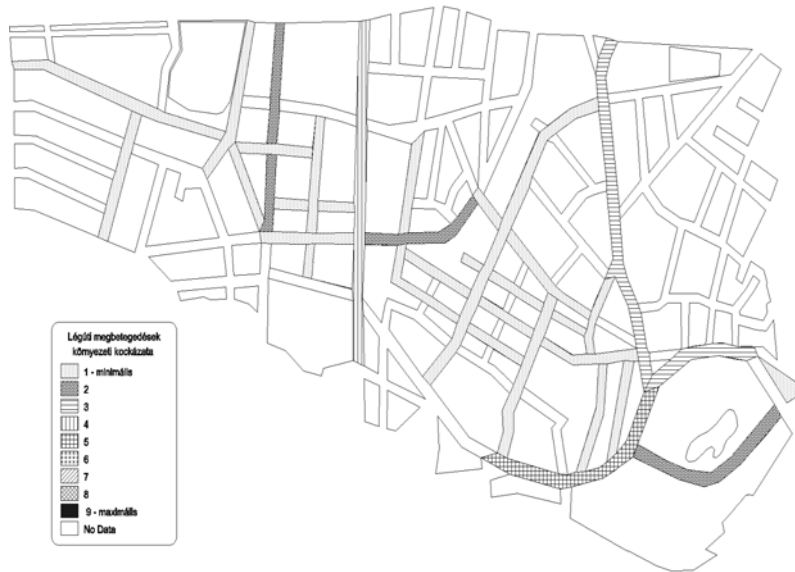 Légúti megbetegedések
környezeti kockázata
1 - minimális
2
3
4
5
6
7
8
9 - maximális
No Data